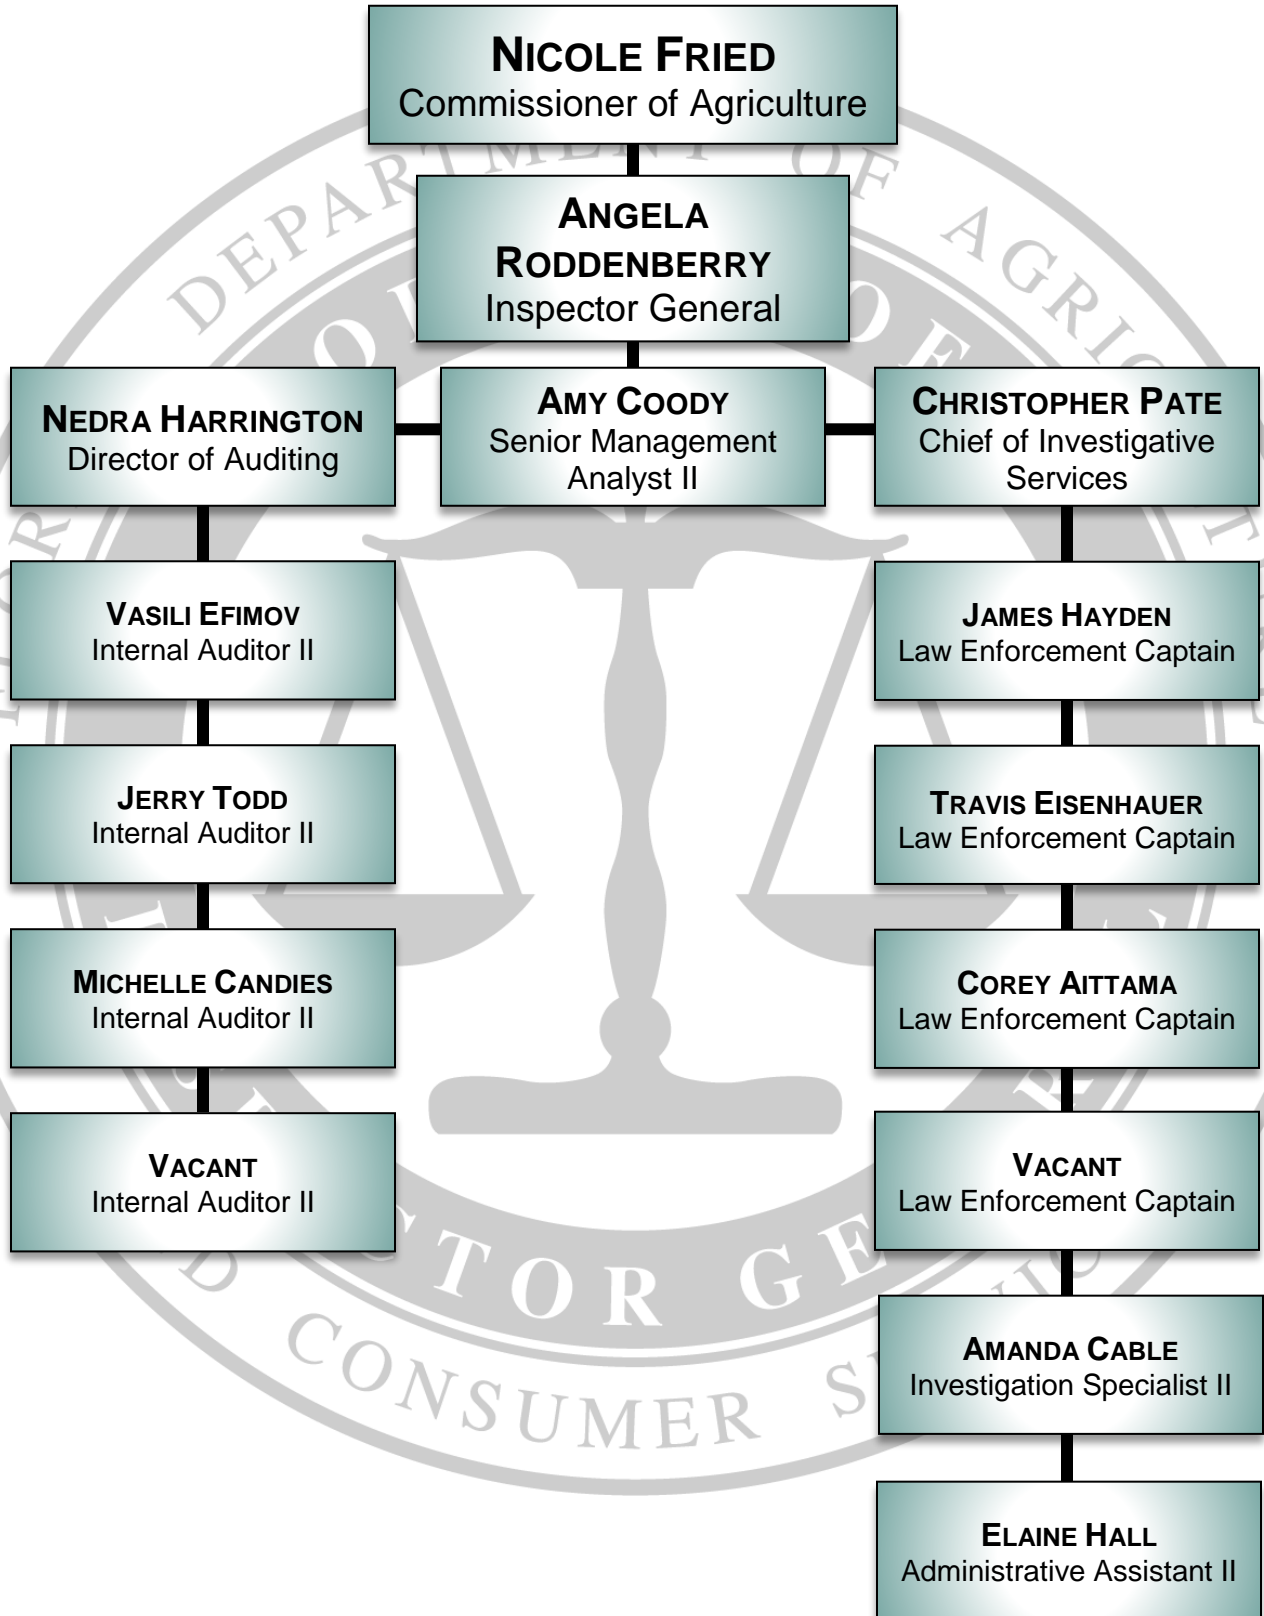 NICOLE FRIED
Commissioner of Agriculture
ANGELA
RODDENBERRY
Inspector General
NEDRA HARRINGTON
Director of Auditing
AMY COODY
Senior Management
Analyst II
CHRISTOPHER PATE
Chief of Investigative
Services
VASILI EFIMOV
Internal Auditor II
JAMES HAYDEN
Law Enforcement Captain
JERRY TODD
Internal Auditor II
TRAVIS EISENHAUER
Law Enforcement Captain
MICHELLE CANDIES
Internal Auditor II
COREY AITTAMA
Law Enforcement Captain
VACANT
Internal Auditor II
VACANT
Law Enforcement Captain
AMANDA CABLE
Investigation Specialist II
ELAINE HALL
Administrative Assistant II
DEPARTMENT OF
CONSUMER